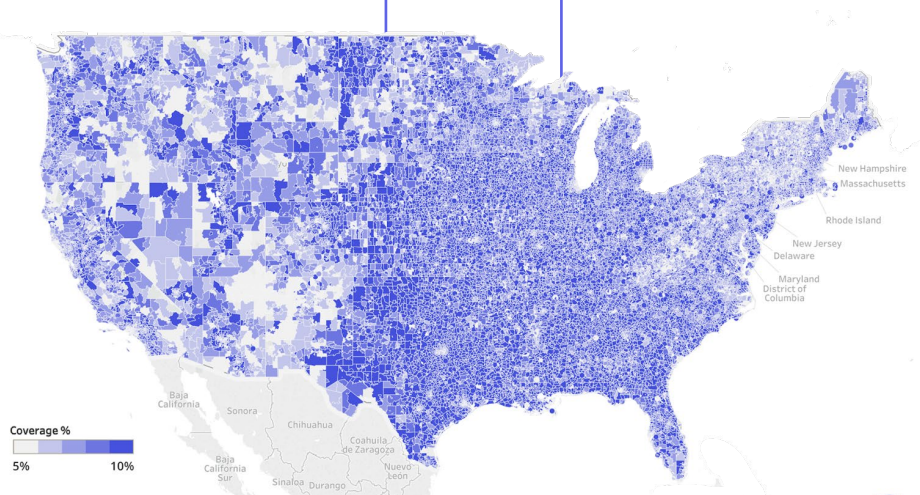 New Hampshire
Massachusetts
Rhode Island
New Jersey
Delaware
Maryland
District of
Columbia
Baja
California
Sonora
Chihuahua
Coahuila
de Zaragoza
Nuevo
León
Baja
California
Sur
Sinaloa
Durango
Coverage %
5%
10%